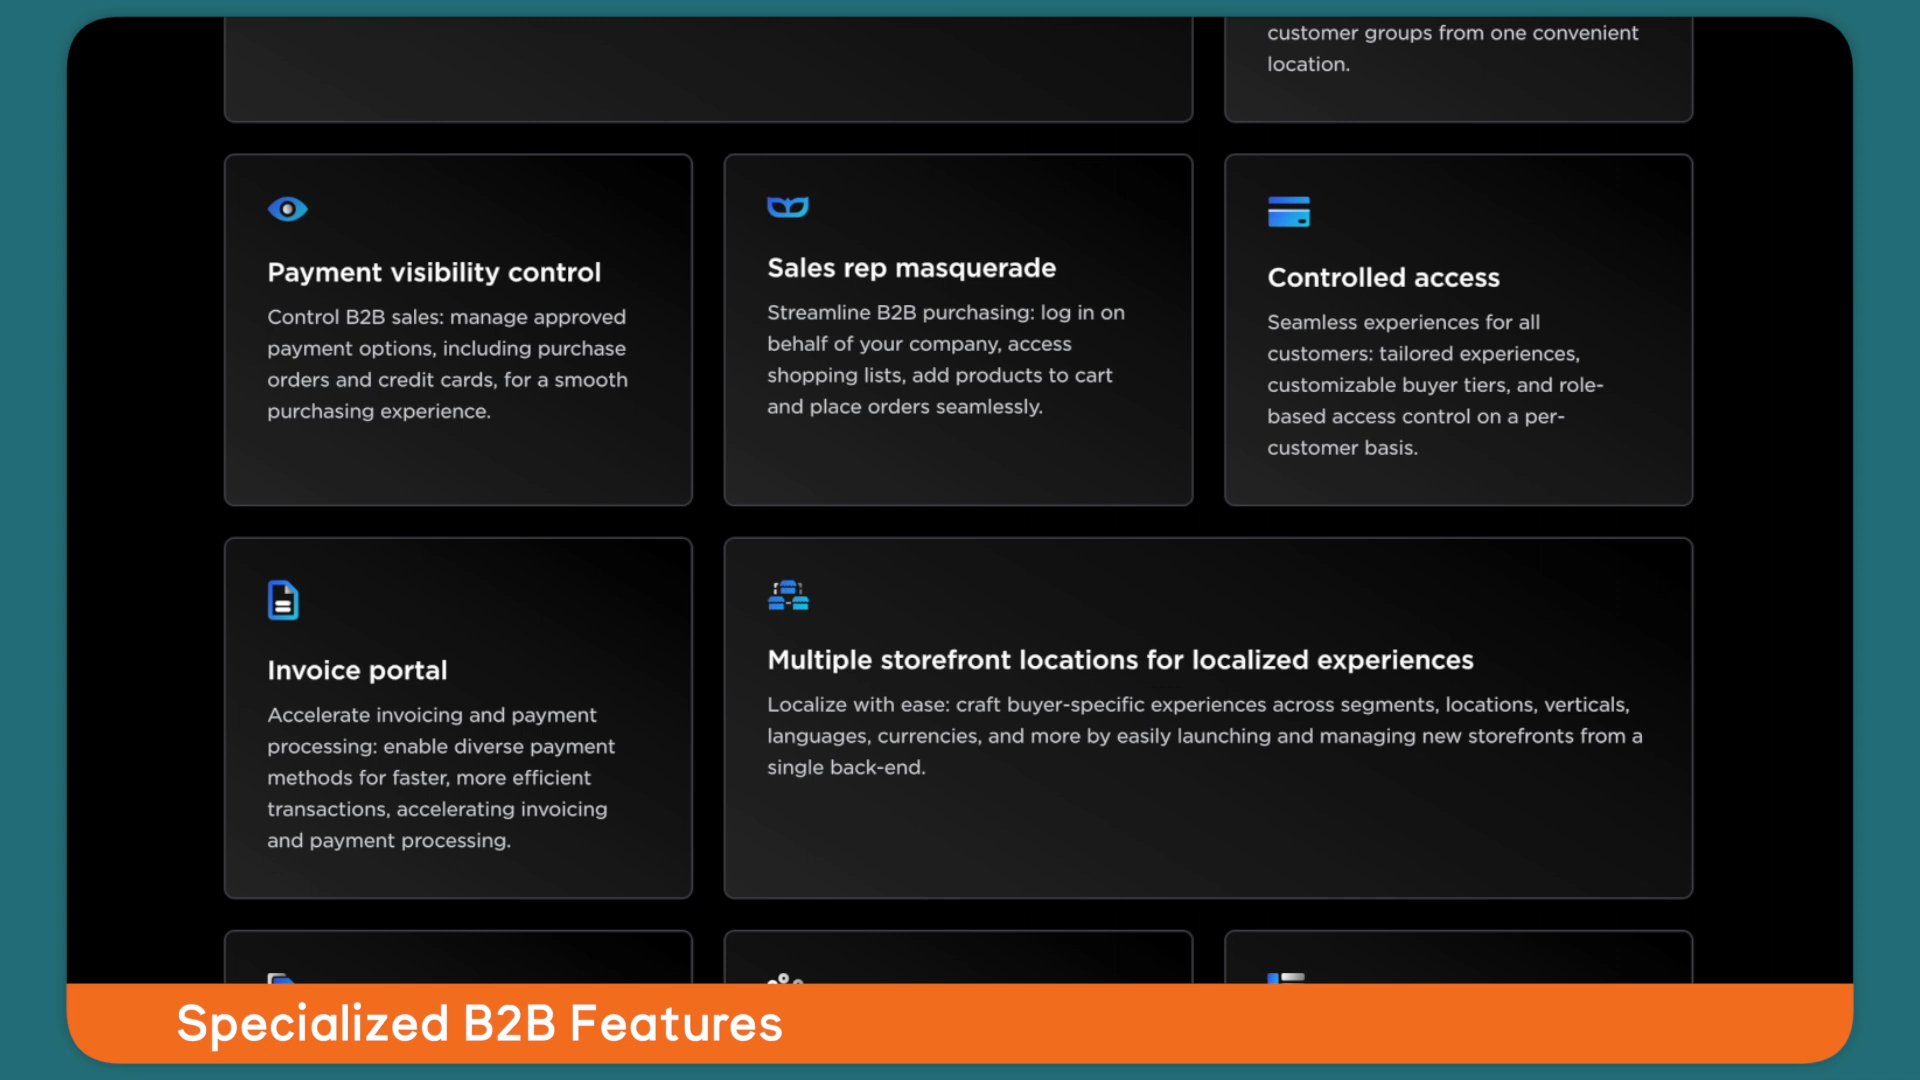 customer groups from one convenient
location.
Payment visibility control
Control B2B sales: manage approved
payment options, including purchase
orders and credit cards, for a smooth
purchasing experience.
Sales rep masquerade
Streamline B2B purchasing: log in on
behalf of your company, access
shopping lists, add products to cart
and place orders seamlessly.
Controlled access
Seamless experiences for all
customers: tailored experiences,
customizable buyer tiers, and role-
based access control on a per-
customer basis.
Invoice portal
Accelerate invoicing and payment
processing: enable diverse payment
methods for faster, more efficient
transactions, accelerating invoicing
and payment processing.
Multiple storefront locations for localized experiences
Localize with ease: craft buyer-specific experiences across segments, locations, verticals,
languages, currencies, and more by easily launching and managing new storefronts from a
single back-end.
Specialized B2B Features